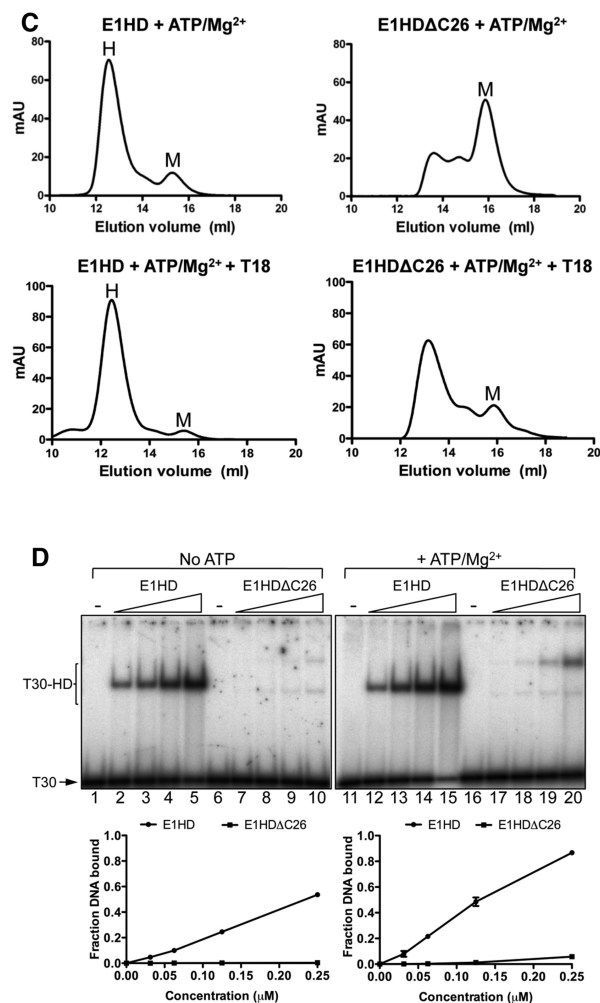 C
E1HD + ATP/Mg²⁺
E1HDΔC26 + ATP/Mg²⁺
80
60
40
20
0
mAU
H
M
10 12 14 16 18 20
Elution volume (ml)
80
60
40
20
0
mAU
M
10 12 14 16 18 20
Elution volume (ml)
E1HD + ATP/Mg²⁺ + T18
E1HDΔC26 + ATP/Mg²⁺ + T18
100
80
60
40
20
0
mAU
H
M
10 12 14 16 18 20
Elution volume (ml)
100
80
60
40
20
0
mAU
M
10 12 14 16 18 20
Elution volume (ml)
D
No ATP
+ ATP/Mg²⁺
- E1HD - E1HDΔC26
- E1HD - E1HDΔC26
T30-HD
T30
1 2 3 4 5 6 7 8 9 10
11 12 13 14 15 16 17 18 19 20
E1HD E1HDΔC26
E1HD E1HDΔC26
1.0
0.8
0.6
0.4
0.2
0.0
Fraction DNA bound
0.00 0.05 0.10 0.15 0.20 0.25
Concentration (μM)
1.0
0.8
0.6
0.4
0.2
0.0
Fraction DNA bound
0.00 0.05 0.10 0.15 0.20 0.25
Concentration (μM)